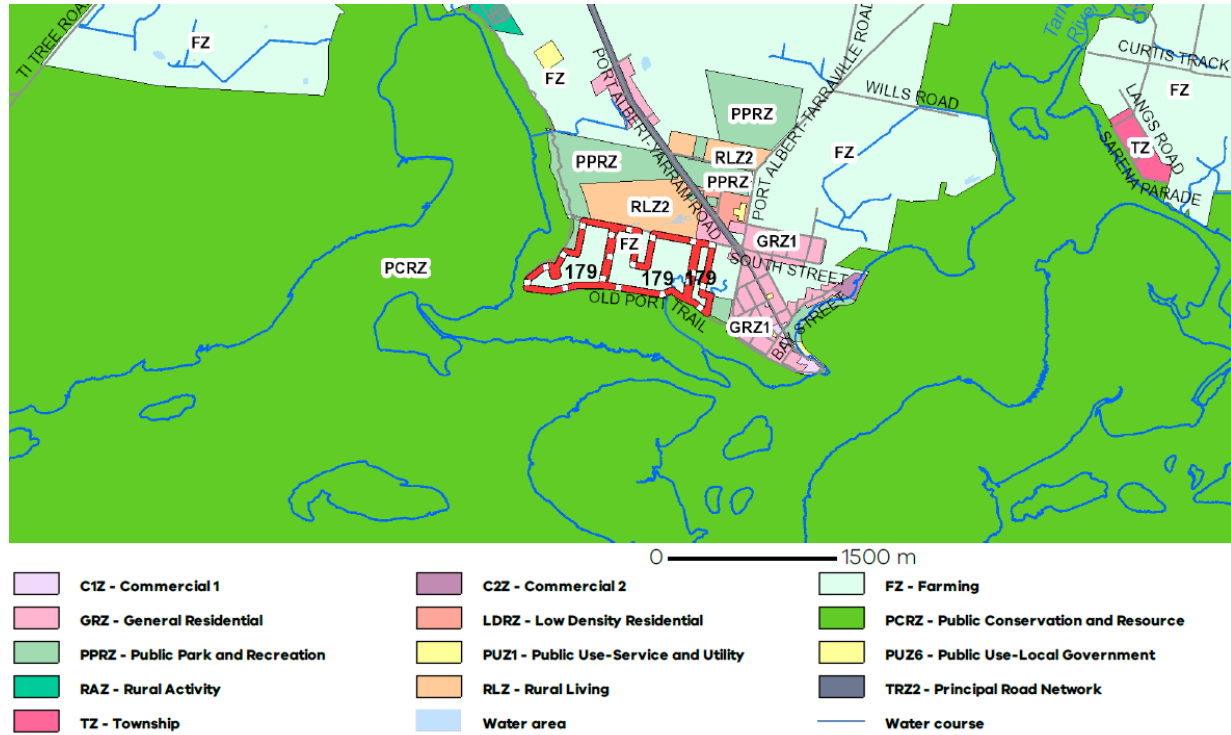 TI TREE ROAD
FZ
FZ
PORT ALBERT-YARRAM ROAD
PORT ALBERT-TARRAVILLE ROAD
WILLS ROAD
River
CURTIS TRACK
FZ
LANGS ROAD
TZ
SARENA PARADE
PPRZ
RLZ2
FZ
PPRZ
PPRZ
RLZ2
GRZ1
FZ
SOUTH STREET
PCRZ
179
179
179
OLD PORT TRAIL
GRZ1
BAY STREET
0 1500 m
C1Z - Commercial 1
C2Z - Commercial 2
FZ - Farming
GRZ - General Residential
LDRZ - Low Density Residential
PCRZ - Public Conservation and Resource
PPRZ - Public Park and Recreation
PUZ1 - Public Use-Service and Utility
PUZ6 - Public Use-Local Government
RAZ - Rural Activity
RLZ - Rural Living
TRZ2 - Principal Road Network
TZ - Township
Water area
Water course